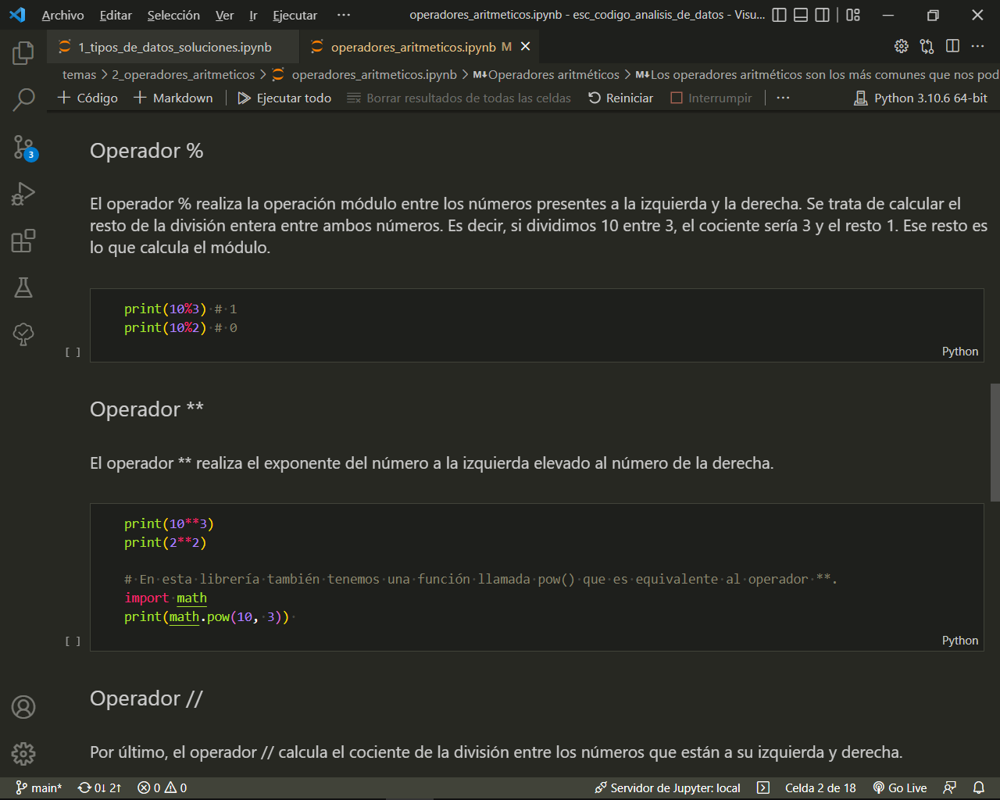 Archivo Editar Selección Ver Ir Ejecutar ··· operadores_aritmeticos.ipynb - esc_codigo_analisis_de_datos - Visu...
1_tipos_de_datos_soluciones.ipynb operadores_aritmeticos.ipynb M
temas > 2_operadores_aritmeticos > operadores_aritmeticos.ipynb > M↓Operadores aritméticos > M↓Los operadores aritméticos son los más comunes que nos pod
+ Código + Markdown Ejecutar todo Borrar resultados de todas las celdas Reiniciar Interrumpir ··· Python 3.10.6 64-bit
3
Operador %
El operador % realiza la operación módulo entre los números presentes a la izquierda y la derecha. Se trata de calcular el
resto de la división entera entre ambos números. Es decir, si dividimos 10 entre 3, el cociente sería 3 y el resto 1. Ese resto es
lo que calcula el módulo.
print(10%3) # 1
print(10%2) # 0
[ ] Python
Operador **
El operador ** realiza el exponente del número a la izquierda elevado al número de la derecha.
print(10**3)
print(2**2)
# En esta librería también tenemos una función llamada pow() que es equivalente al operador **.
import math
print(math.pow(10, 3))
[ ] Python
Operador //
Por último, el operador // calcula el cociente de la división entre los números que están a su izquierda y derecha.
main* 0↓ 2↑ 0 0 Servidor de Jupyter: local Celda 2 de 18 Go Live